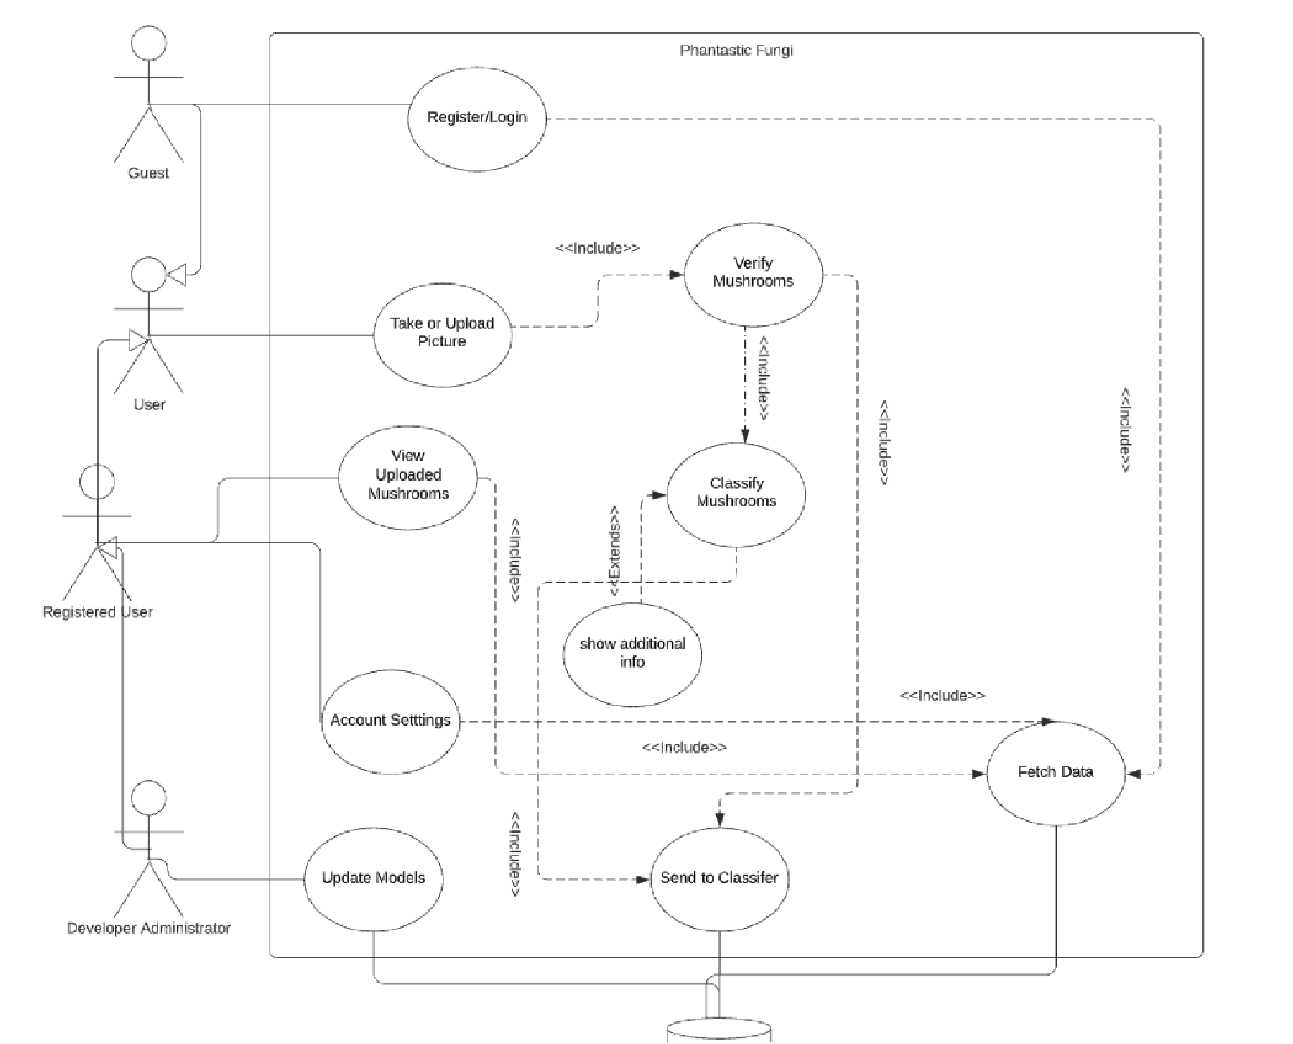 Phantastic Fungi
Register/Login
Guest
<<Include>>
Verify
Mushrooms
Take or Upload
Picture
<<Include>>
User
<<Include>>
<<Include>>
View
Uploaded
Mushrooms
Classify
Mushrooms
<<Include>>
<<Extends>>
Registered User
show additional
info
<<Include>>
Account Setttings
<<Include>>
Fetch Data
<<Include>>
Update Models
Send to Classifer
Developer Administrator